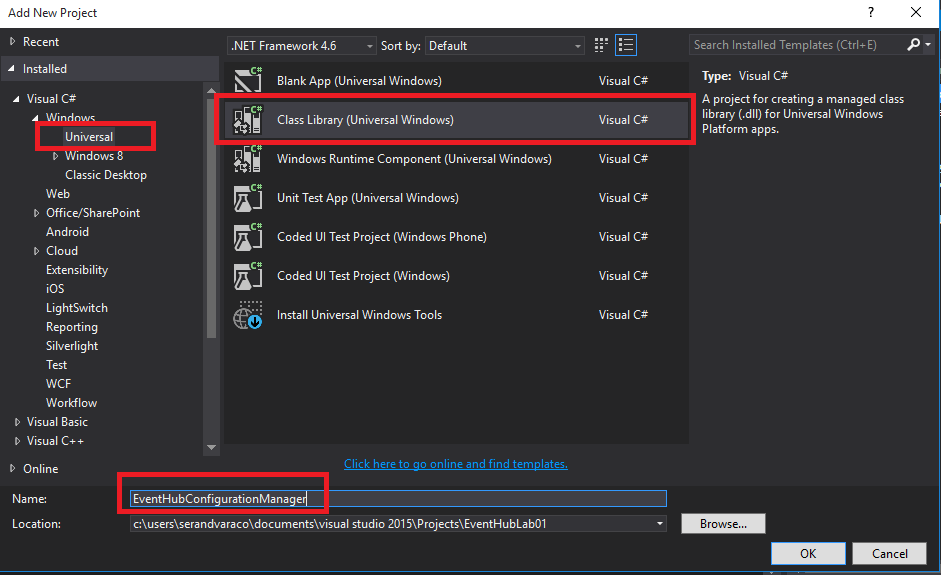 Add New Project
?
Recent
.NET Framework 4.6
Sort by:
Default
Search Installed Templates (Ctrl+E)
Installed
Visual C#
Windows
Universal
Windows 8
Classic Desktop
Web
Office/SharePoint
Android
Cloud
Extensibility
iOS
LightSwitch
Reporting
Silverlight
Test
WCF
Workflow
Visual Basic
Visual C++
Online
C# Blank App (Universal Windows) Visual C#
C# Class Library (Universal Windows) Visual C#
C# Windows Runtime Component (Universal Windows) Visual C#
C# Unit Test App (Universal Windows) Visual C#
C# Coded UI Test Project (Windows Phone) Visual C#
C# Coded UI Test Project (Windows) Visual C#
Install Universal Windows Tools Visual C#
Click here to go online and find templates.
Type: Visual C#
A project for creating a managed class
library (.dll) for Universal Windows
Platform apps.
Name: EventHubConfigurationManager
Location: c:\users\serandvaraco\documents\visual studio 2015\Projects\EventHubLab01
Browse...
OK
Cancel